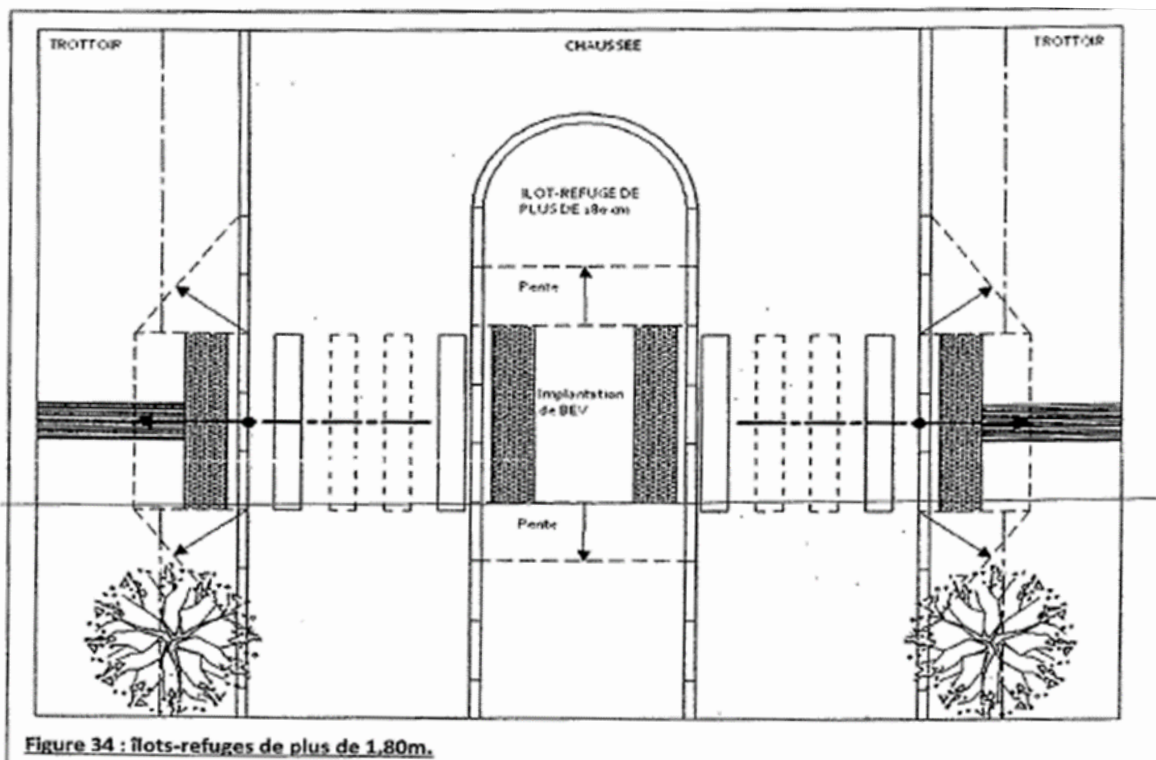 TROTTOIR
CHAUSSEE
TROTTOIR
ILOT-REFUGE DE
PLUS DE 180 cm
Pente
Implantation
de BEV
Pente
Figure 34 : îlots-refuges de plus de 1,80m.